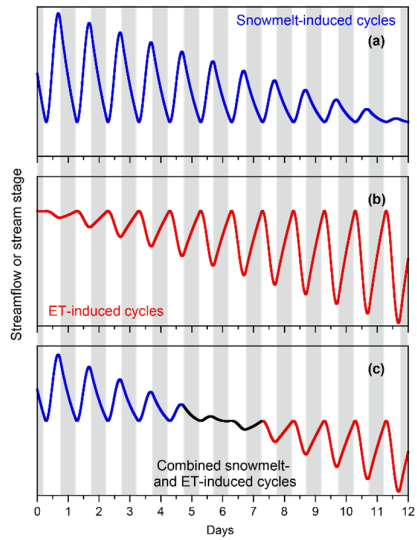 Snowmelt-induced cycles
(a)
(b)
ET-induced cycles
(c)
Combined snowmelt-
and ET-induced cycles
Streamflow or stream stage
0 1 2 3 4 5 6 7 8 9 10 11 12
Days